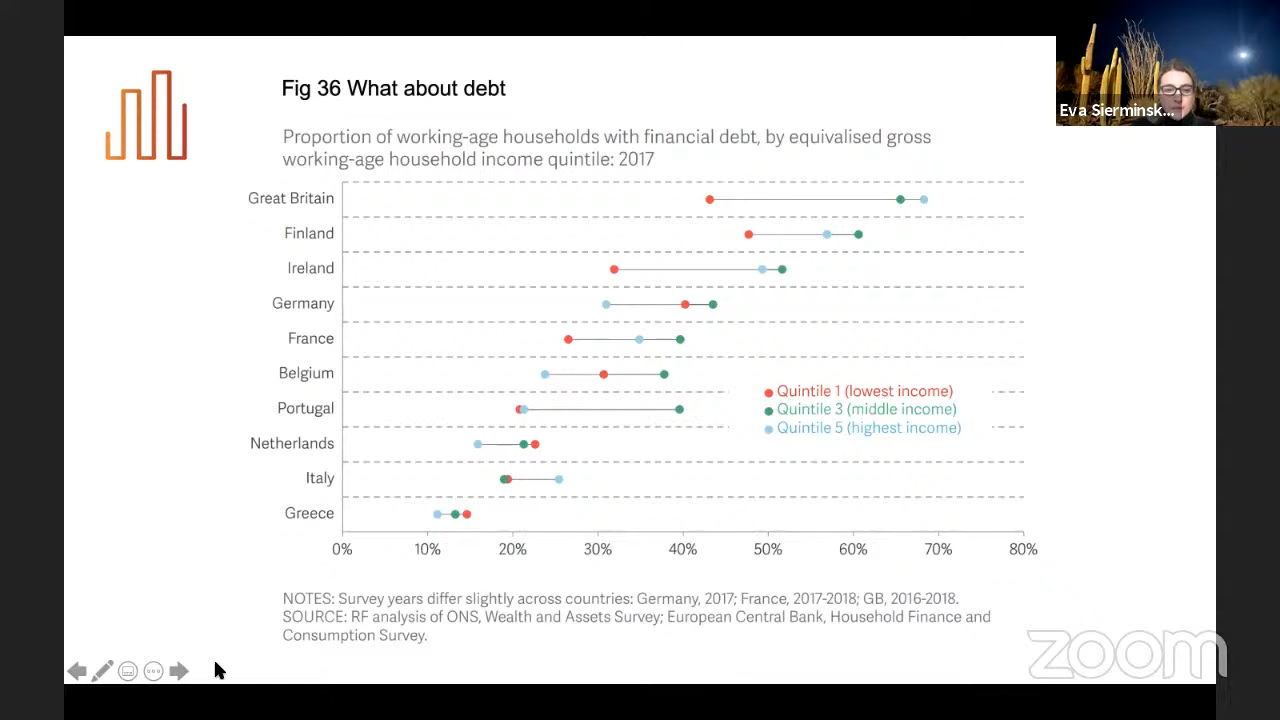 Fig 36 What about debt
Eva Sierminsk...
Proportion of working-age households with financial debt, by equivalised gross
working-age household income quintile: 2017
Great Britain
Finland
Ireland
Germany
France
Belgium
Portugal
Netherlands
Italy
Greece
Quintile 1 (lowest income)
Quintile 3 (middle income)
Quintile 5 (highest income)
0% 10% 20% 30% 40% 50% 60% 70% 80%
NOTES: Survey years differ slightly across countries: Germany, 2017; France, 2017-2018; GB, 2016-2018.
SOURCE: RF analysis of ONS, Wealth and Assets Survey; European Central Bank, Household Finance and
Consumption Survey.
zoom